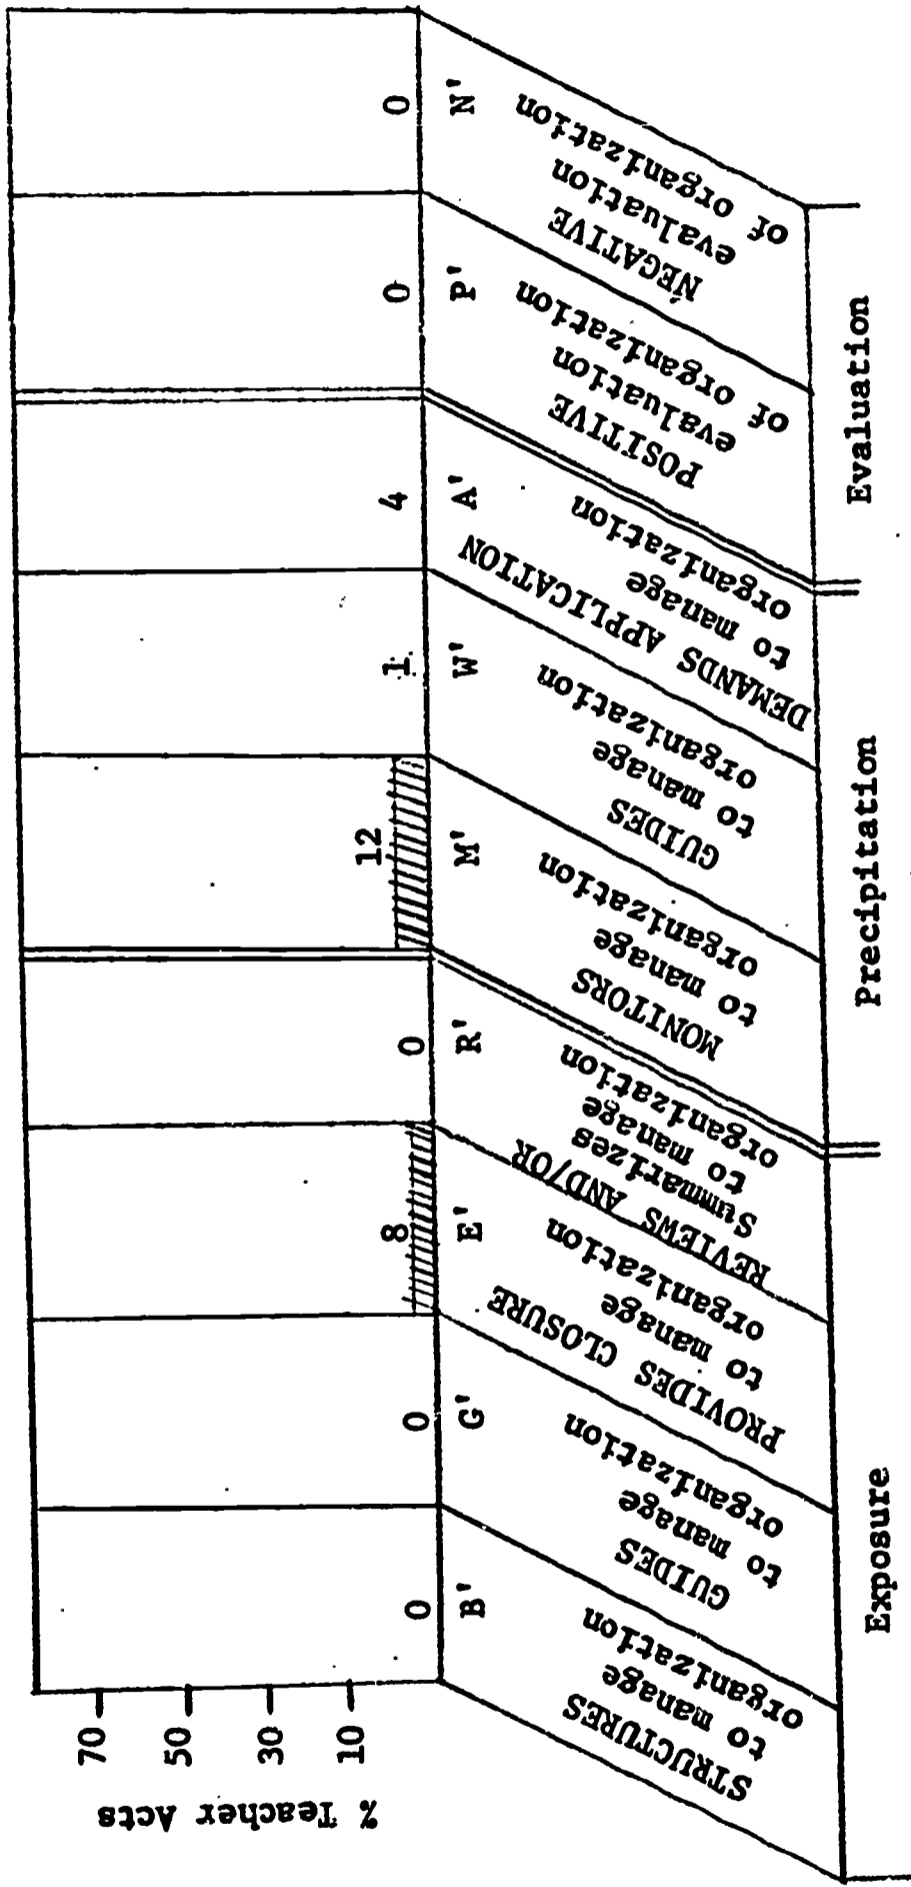 % Teacher Acts
70
50
30
10
0
0
8
0
12
1
4
0
0
B'
G'
E'
R'
M'
W'
A'
P'
N'
STRUCTURES
to manage
organization
GUIDES
to manage
organization
PROVIDES CLOSURE
to manage
organization
REVIEWS AND/OR
Summarizes
to manage
organization
MONITORS
to manage
organization
GUIDES
to manage
organization
DEMANDS APPLICATION
to manage
organization
POSITIVE
evaluation
of organization
NEGATIVE
evaluation
of organization
Exposure
Precipitation
Evaluation